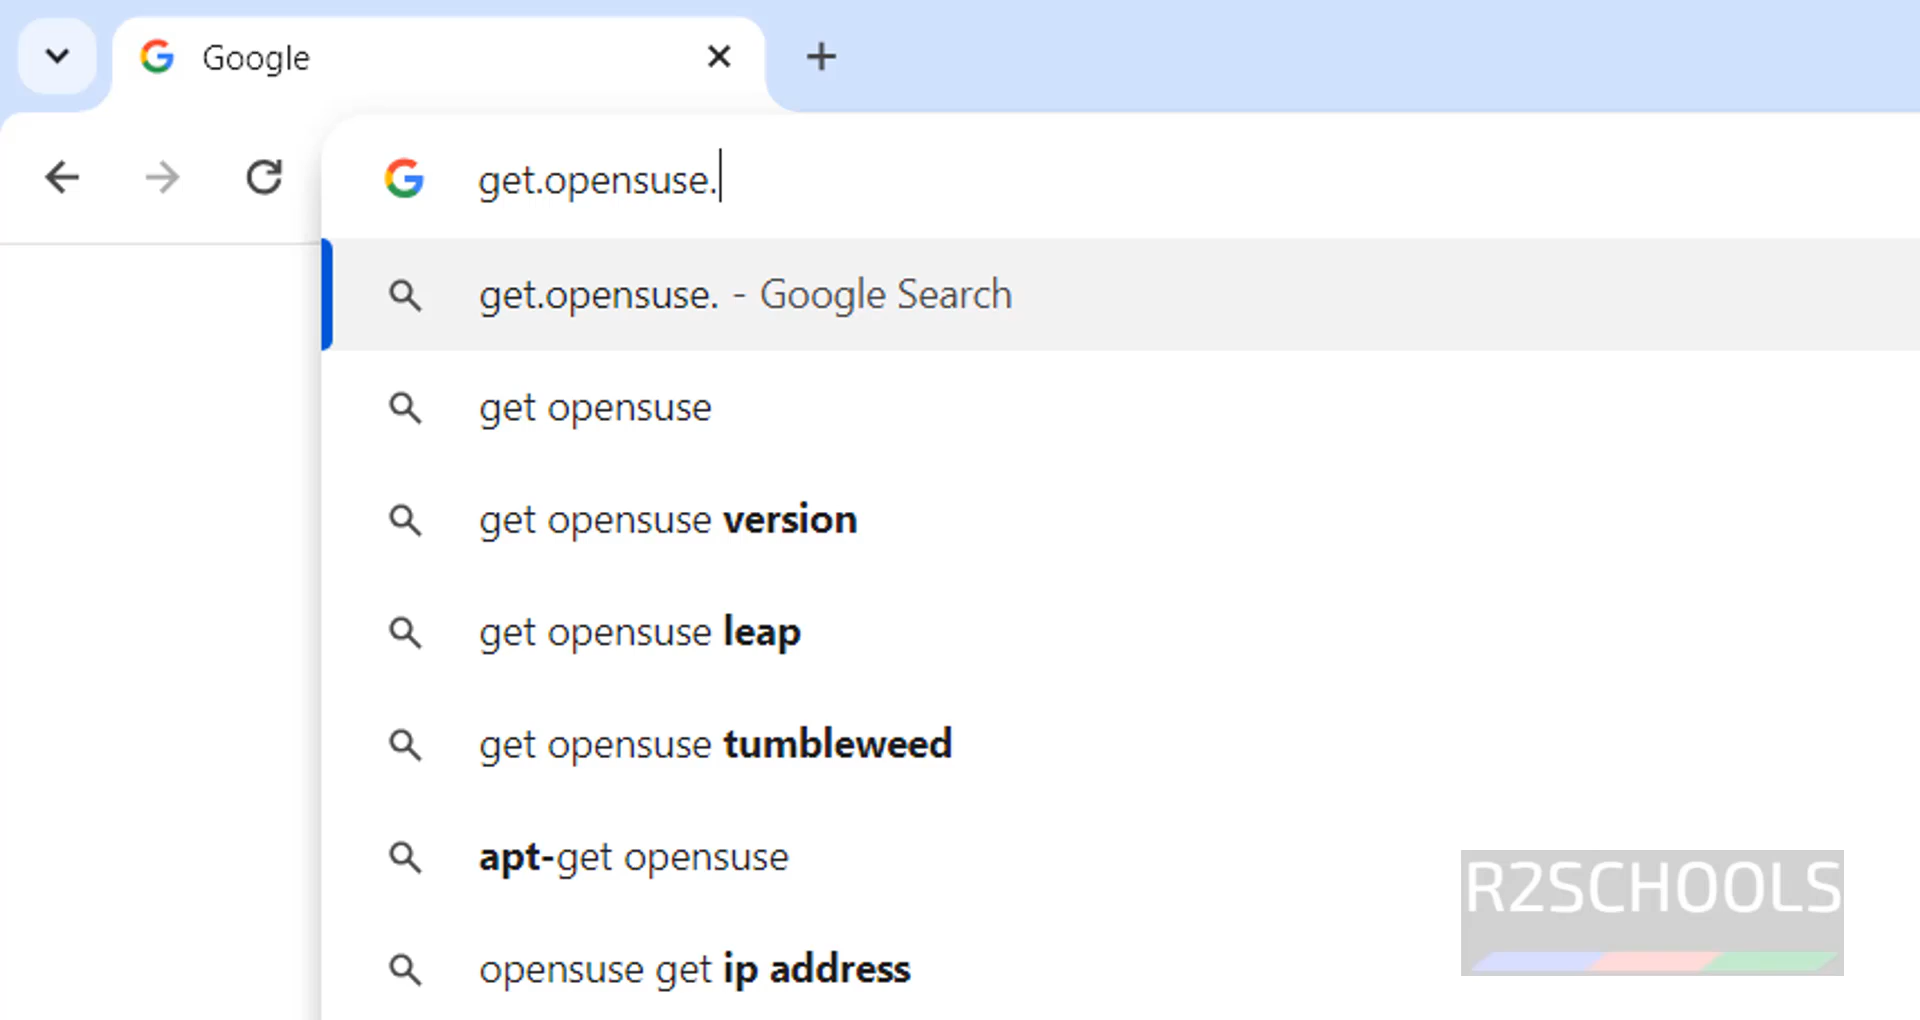 Google
get.opensuse.
get.opensuse. - Google Search
get opensuse
get opensuse version
get opensuse leap
get opensuse tumbleweed
apt-get opensuse
opensuse get ip address
R2SCHOOLS